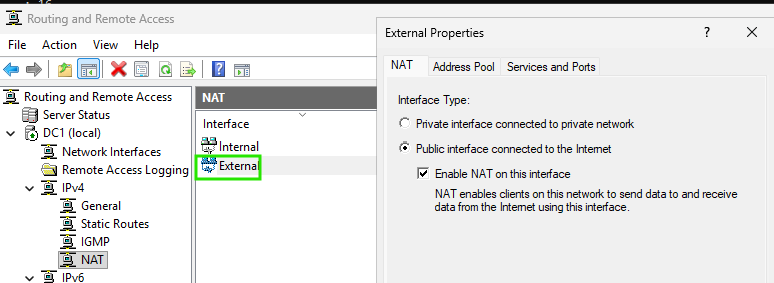 Routing and Remote Access
File Action View Help
Routing and Remote Access
Server Status
DC1 (local)
Network Interfaces
Remote Access Logging
IPv4
General
Static Routes
IGMP
NAT
IPv6
NAT
Interface
Internal
External
External Properties
? ×
NAT Address Pool Services and Ports
Interface Type:
Private interface connected to private network
Public interface connected to the Internet
Enable NAT on this interface
NAT enables clients on this network to send data to and receive
data from the Internet using this interface.